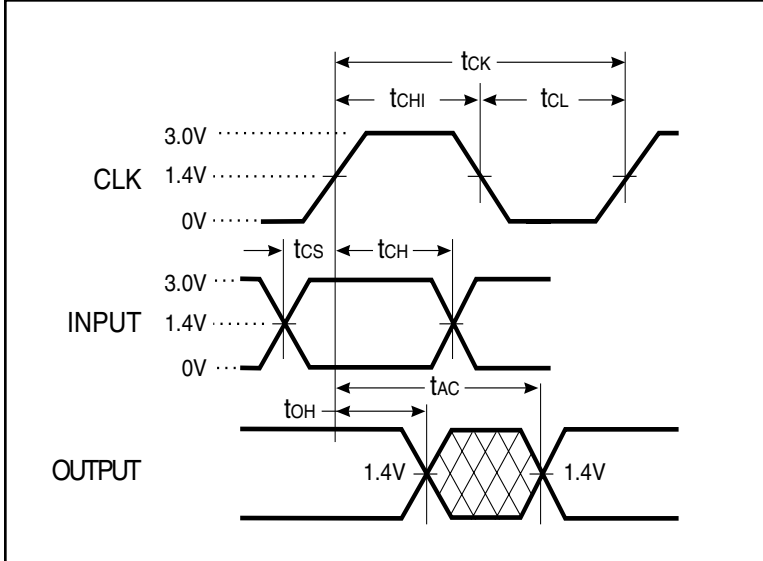 tCK
tCHI tCL
3.0V
CLK 1.4V
0V
tCS tCH
3.0V
INPUT 1.4V
0V
tAC
tOH
OUTPUT 1.4V 1.4V